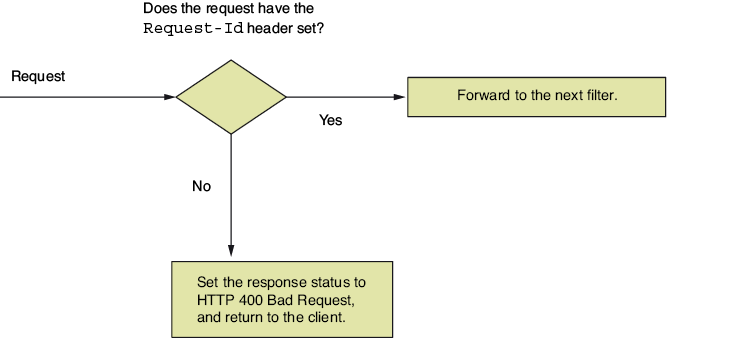 Does the request have the
Request-Id header set?
Request
Forward to the next filter.
Yes
No
Set the response status to
HTTP 400 Bad Request,
and return to the client.